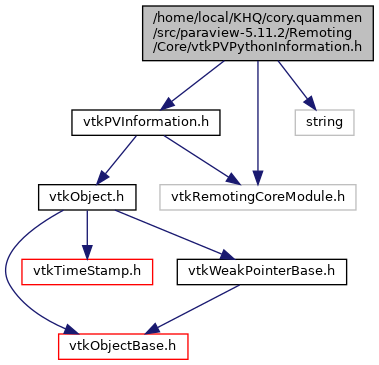 /home/local/KHQ/cory.quammen
/src/paraview-5.11.2/Remoting
/Core/vtkPVPythonInformation.h
vtkPVInformation.h
string
vtkObject.h
vtkRemotingCoreModule.h
vtkTimeStamp.h
vtkWeakPointerBase.h
vtkObjectBase.h